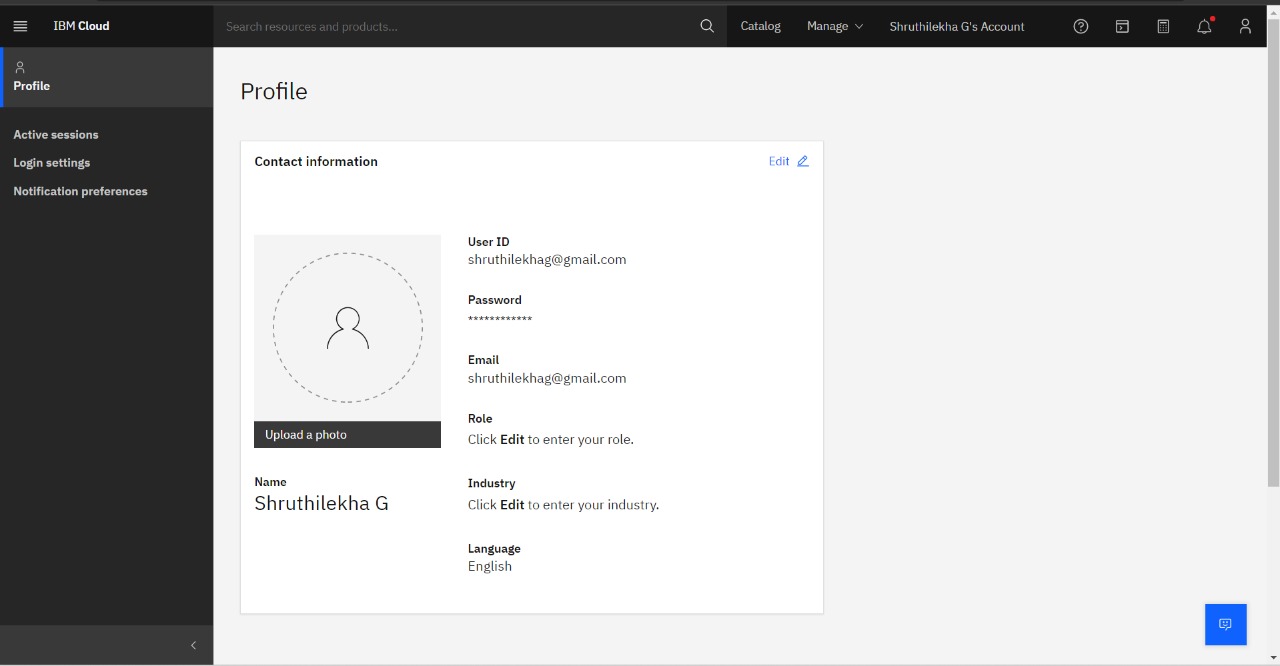 IBM Cloud
Search resources and products...
Catalog
Manage
Shruthilekha G's Account
Profile
Active sessions
Login settings
Notification preferences
Profile
Contact information
Edit
Upload a photo
Name
Shruthilekha G
User ID
shruthilekhag@gmail.com
Password
************
Email
shruthilekhag@gmail.com
Role
Click Edit to enter your role.
Industry
Click Edit to enter your industry.
Language
English